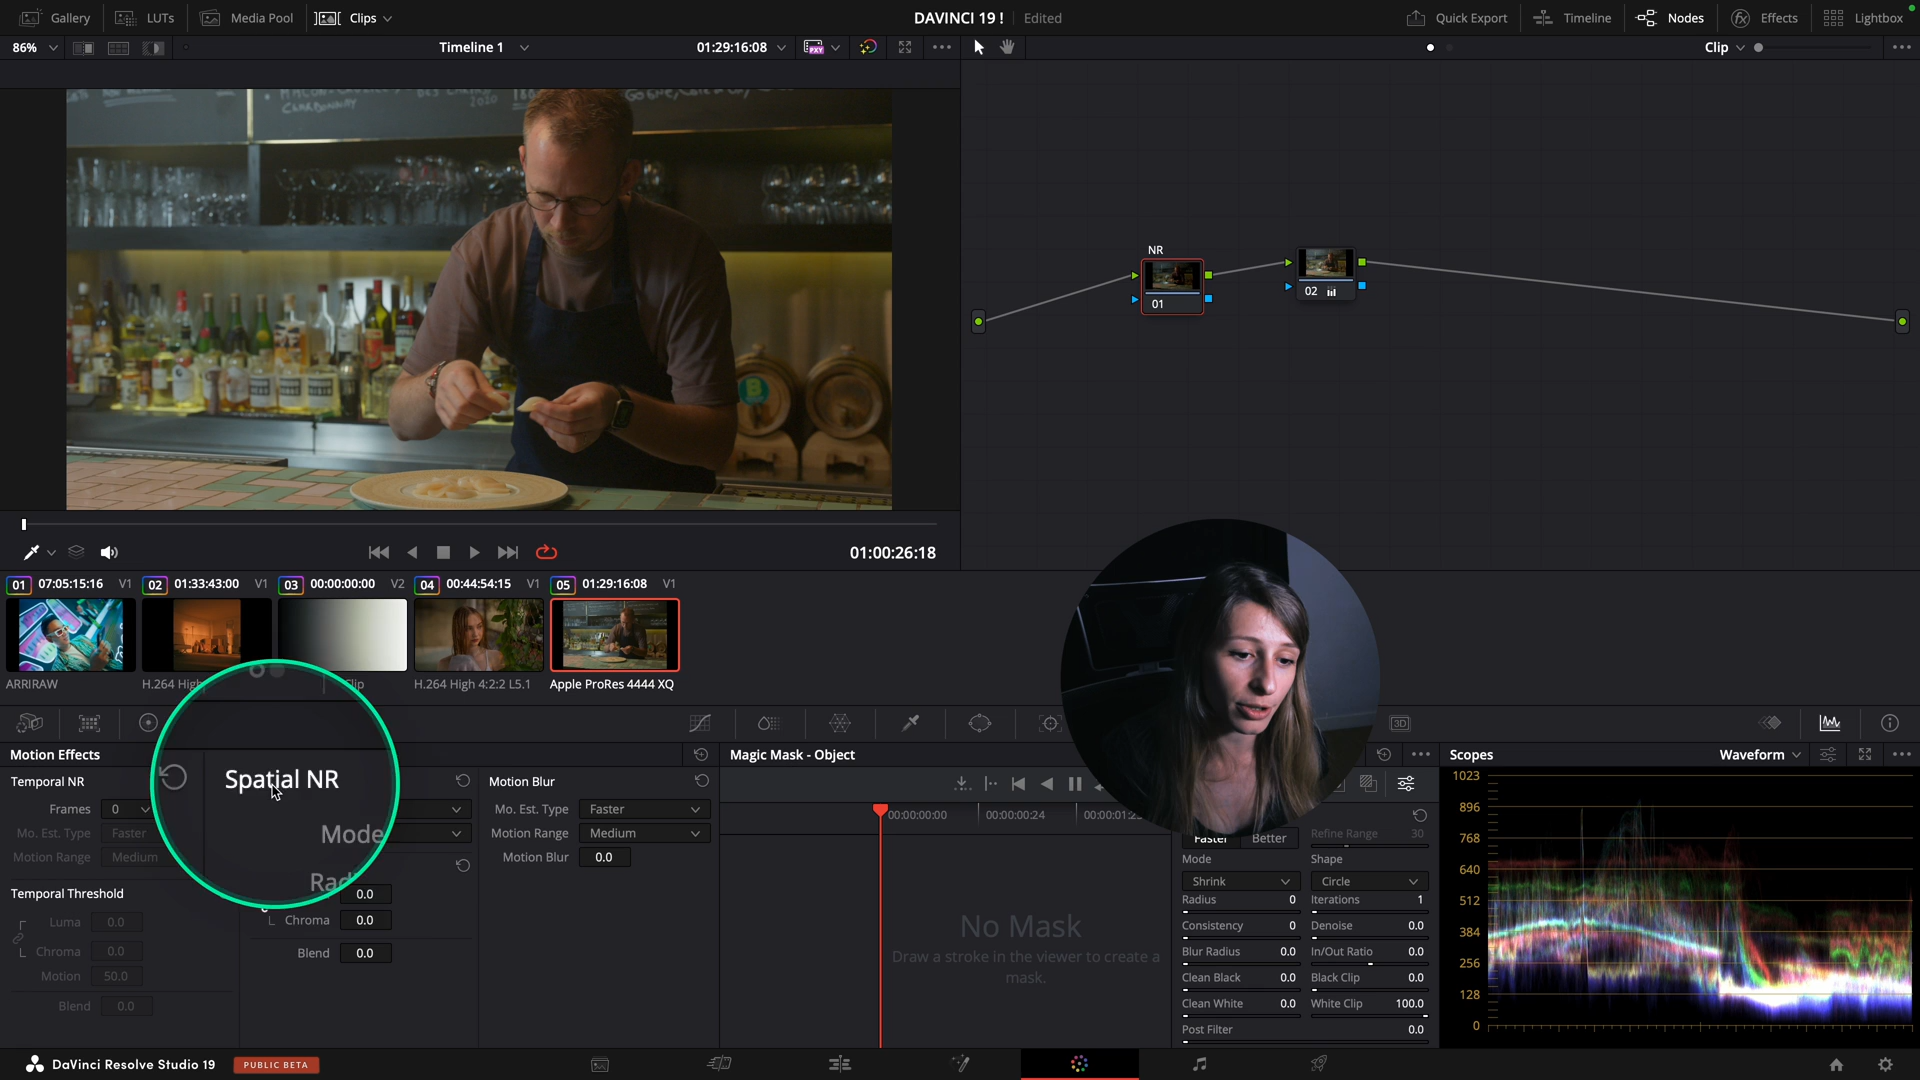 Gallery LUTs Media Pool Clips DAVINCI 19 ! Edited Quick Export Timeline Nodes Effects Lightbox
86% Timeline 1 01:29:16:08 PXY Clip
CHARDONNAY 2020
NR
01
02
01:00:26:18
01 07:05:15:16 V1 02 01:33:43:00 V1 03 00:00:00:00 V2 04 00:44:54:15 V1 05 01:29:16:08 V1
ARRIRAW H.264 High Clip H.264 High 4:2:2 L5.1 Apple ProRes 4444 XQ
3D
Motion Effects Magic Mask - Object Scopes Waveform
Temporal NR
Frames 0
Mo. Est. Type Faster
Motion Range Medium
Temporal Threshold
Luma 0.0
Chroma 0.0
Motion 50.0
Blend 0.0
Spatial NR
Mode
Radi
0.0
Chroma 0.0
Blend 0.0
Motion Blur
Mo. Est. Type Faster
Motion Range Medium
Motion Blur 0.0
00:00:00:00 00:00:00:24
No Mask
Draw a stroke in the viewer to create a
mask.
Faster Better Refine Range 30
Mode Shape
Shrink Circle
Radius 0 Iterations 1
Consistency 0 Denoise 0.0
Blur Radius 0.0 In/Out Ratio 0.0
Clean Black 0.0 Black Clip 0.0
Clean White 0.0 White Clip 100.0
Post Filter 0.0
1023
896
768
640
512
384
256
128
0
DaVinci Resolve Studio 19 PUBLIC BETA